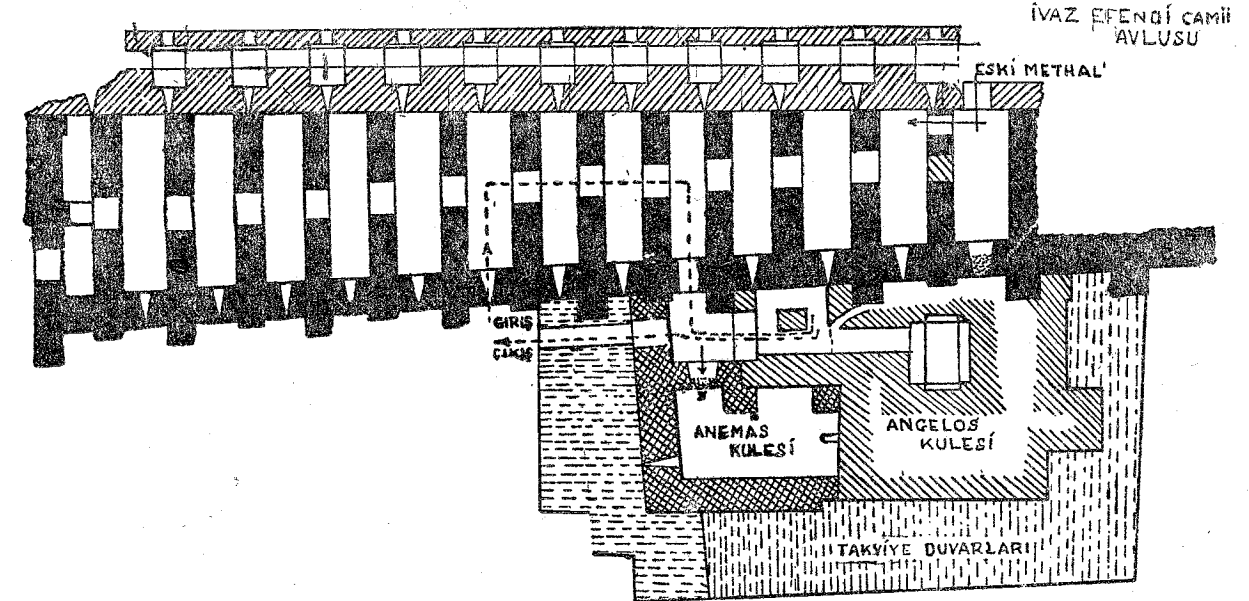 İVAZ EFENDİ CAMİİ
AVLUSU
ESKİ METHAL
A
GİRİŞ
ÇIKIŞ
ANEMAS
KULESİ
ANGELOS
KULESİ
TAKVİYE DUVARLARI